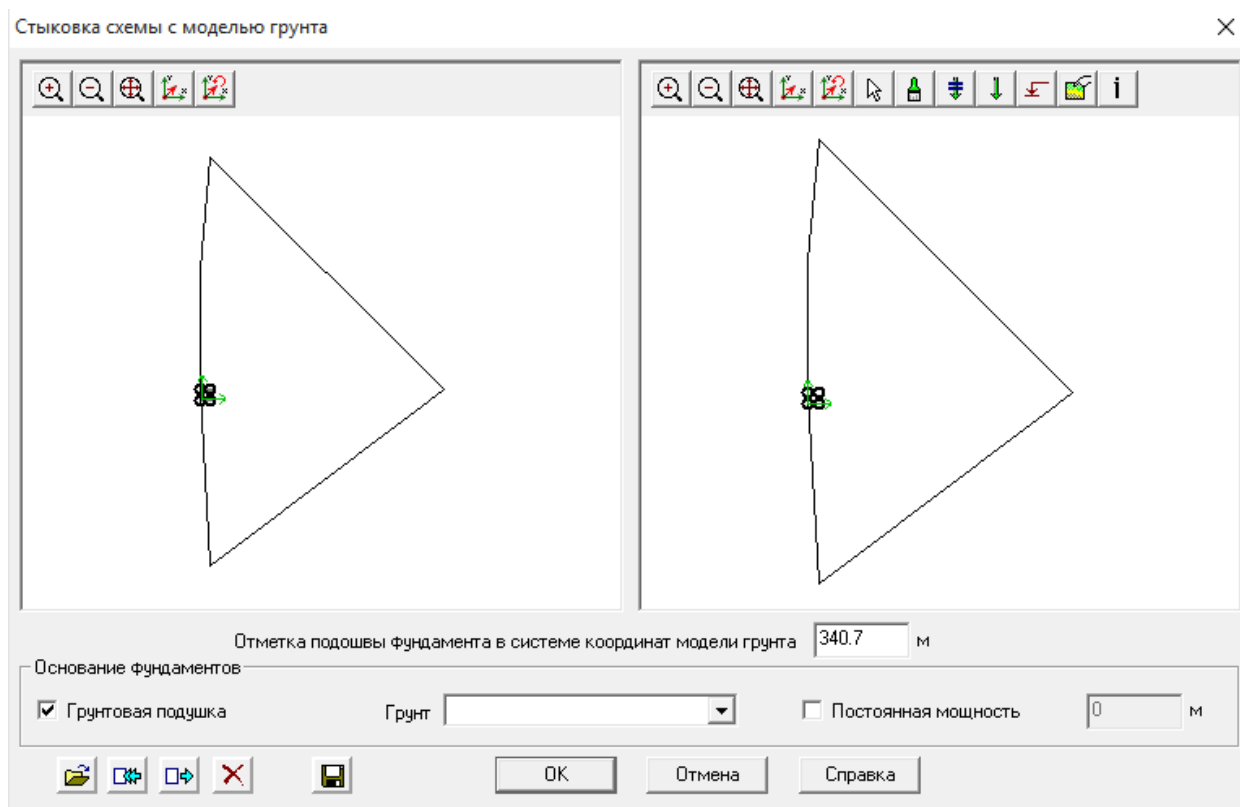 Стыковка схемы с моделью грунта
i
Отметка подошвы фундамента в системе координат модели грунта 340.7 м
Основание фундаментов
Грунтовая подушка Грунт Постоянная мощность 0 м
OK Отмена Справка